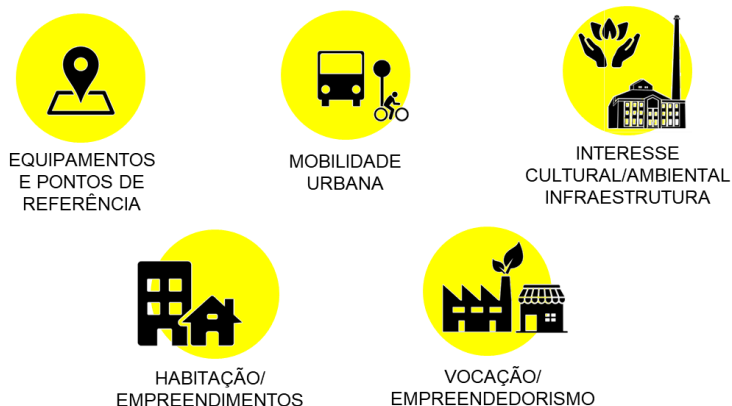 EQUIPAMENTOS
E PONTOS DE
REFERÊNCIA
MOBILIDADE
URBANA
INTERESSE
CULTURAL/AMBIENTAL
INFRAESTRUTURA
HABITAÇÃO/
EMPREENDIMENTOS
VOCAÇÃO/
EMPREENDEDORISMO